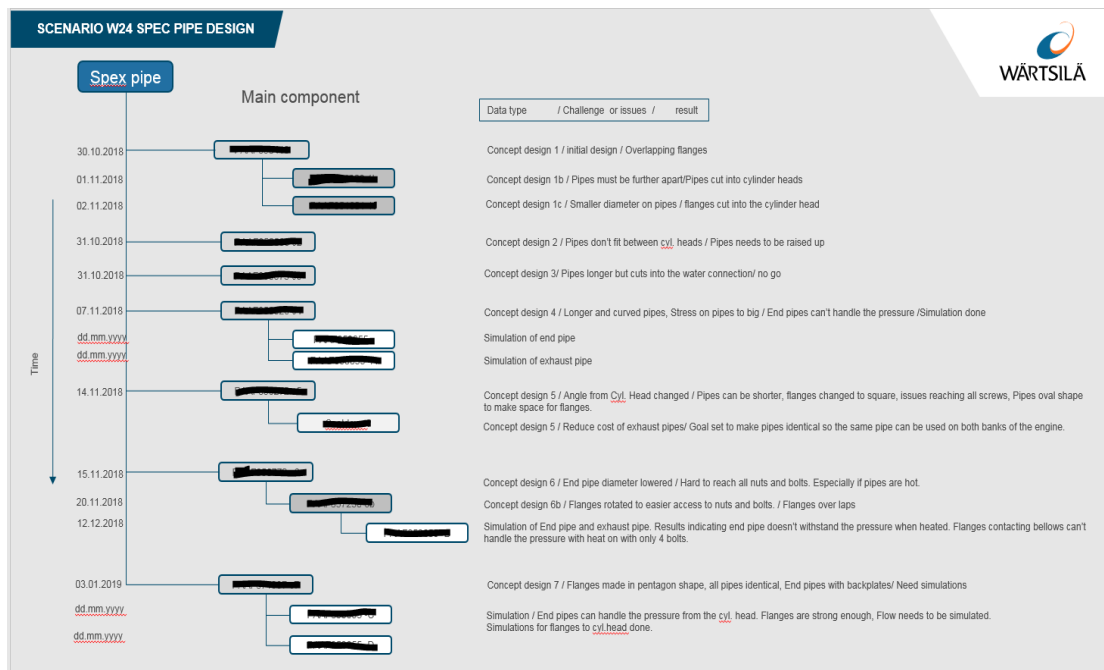 SCENARIO W24 SPEC PIPE DESIGN
WÄRTSILÄ
Spex pipe
Main component
Data type / Challenge or issues / result
30.10.2018
Concept design 1 / initial design / Overlapping flanges
01.11.2018
Concept design 1b / Pipes must be further apart/Pipes cut into cylinder heads
02.11.2018
Concept design 1c / Smaller diameter on pipes / flanges cut into the cylinder head
31.10.2018
Concept design 2 / Pipes don't fit between cyl. heads / Pipes needs to be raised up
31.10.2018
Concept design 3/ Pipes longer but cuts into the water connection/ no go
07.11.2018
Concept design 4 / Longer and curved pipes, Stress on pipes to big / End pipes can't handle the pressure /Simulation done
dd.mm.yyyy
Simulation of end pipe
dd.mm.yyyy
Simulation of exhaust pipe
Time
14.11.2018
Concept design 5 / Angle from Cyl. Head changed / Pipes can be shorter, flanges changed to square, issues reaching all screws, Pipes oval shape
to make space for flanges.
Concept design 5 / Reduce cost of exhaust pipes/ Goal set to make pipes identical so the same pipe can be used on both banks of the engine.
15.11.2018
Concept design 6 / End pipe diameter lowered / Hard to reach all nuts and bolts. Especially if pipes are hot.
20.11.2018
Concept design 6b / Flanges rotated to easier access to nuts and bolts. / Flanges over laps
12.12.2018
Simulation of End pipe and exhaust pipe. Results indicating end pipe doesn't withstand the pressure when heated. Flanges contacting bellows can't
handle the pressure with heat on with only 4 bolts.
03.01.2019
Concept design 7 / Flanges made in pentagon shape, all pipes identical, End pipes with backplates/ Need simulations
dd.mm.yyyy
Simulation / End pipes can handle the pressure from the cyl. head. Flanges are strong enough, Flow needs to be simulated.
Simulations for flanges to cyl.head done.
dd.mm.yyyy